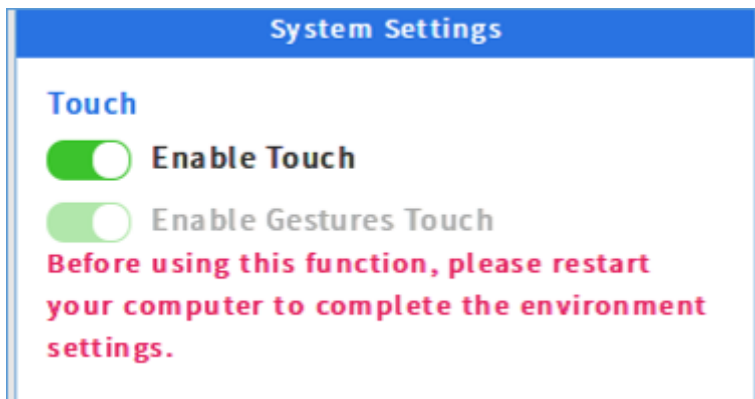 System Settings
Touch
Enable Touch
Enable Gestures Touch
Before using this function, please restart
your computer to complete the environment
settings.